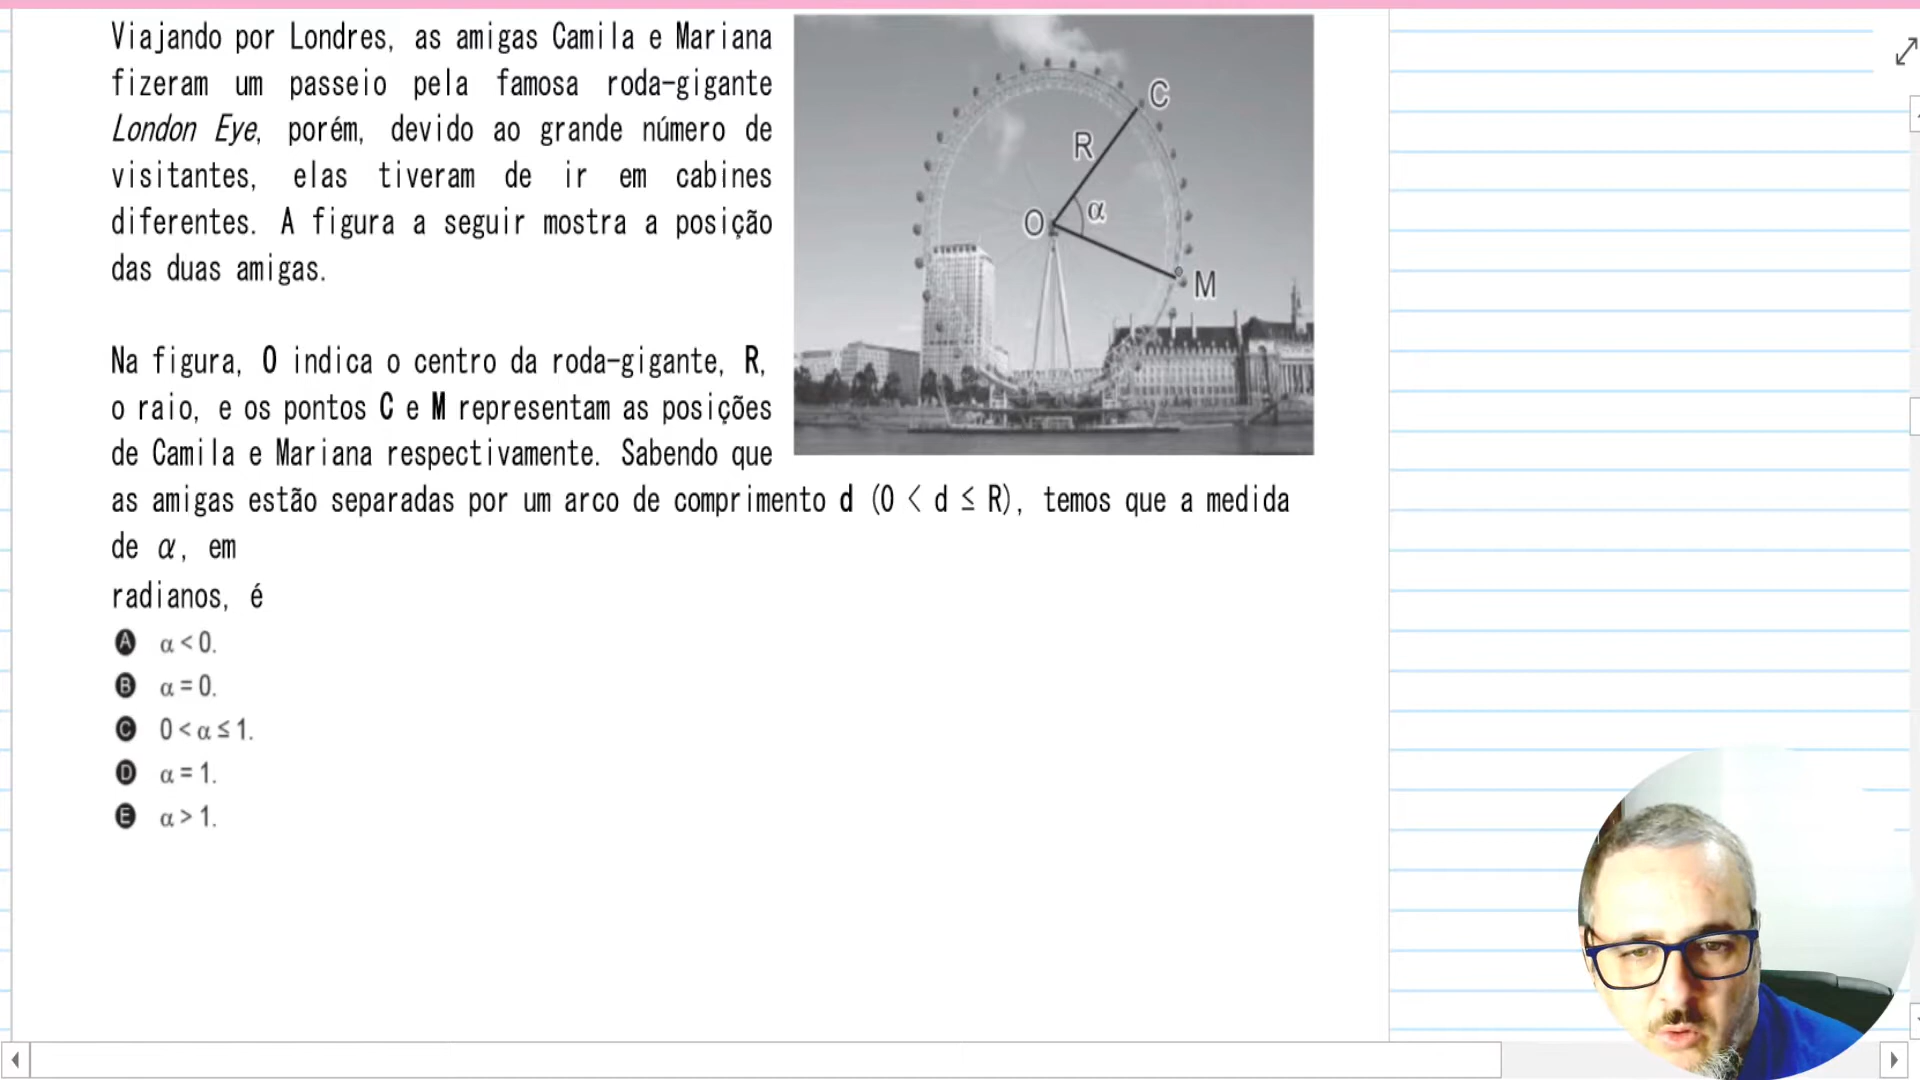 Viajando por Londres, as amigas Camila e Mariana
fizeram um passeio pela famosa roda-gigante
London Eye, porém, devido ao grande número de
visitantes, elas tiveram de ir em cabines
diferentes. A figura a seguir mostra a posição
das duas amigas.
C
R
O
α
M
Na figura, O indica o centro da roda-gigante, R,
o raio, e os pontos C e M representam as posições
de Camila e Mariana respectivamente. Sabendo que
as amigas estão separadas por um arco de comprimento d (0 < d ≤ R), temos que a medida
de α, em
radianos, é
A α < 0.
B α = 0.
C 0 < α ≤ 1.
D α = 1.
E α > 1.